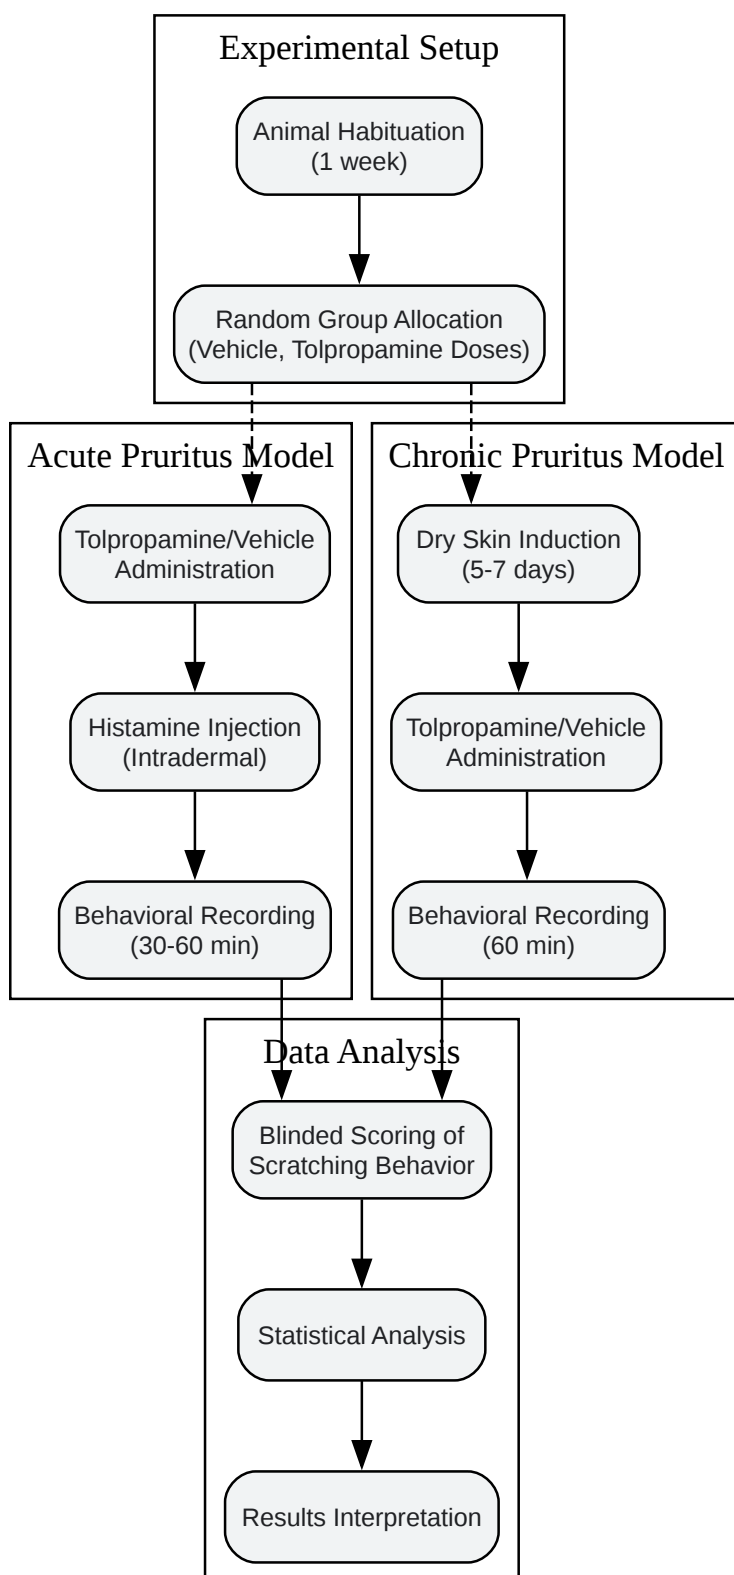 Experimental Setup
Animal Habituation
(1 week)
Random Group Allocation
(Vehicle, Tolpropamine Doses)
Acute Pruritus Model
Tolpropamine/Vehicle
Administration
Histamine Injection
(Intradermal)
Behavioral Recording
(30-60 min)
Chronic Pruritus Model
Dry Skin Induction
(5-7 days)
Tolpropamine/Vehicle
Administration
Behavioral Recording
(60 min)
Data Analysis
Blinded Scoring of
Scratching Behavior
Statistical Analysis
Results Interpretation